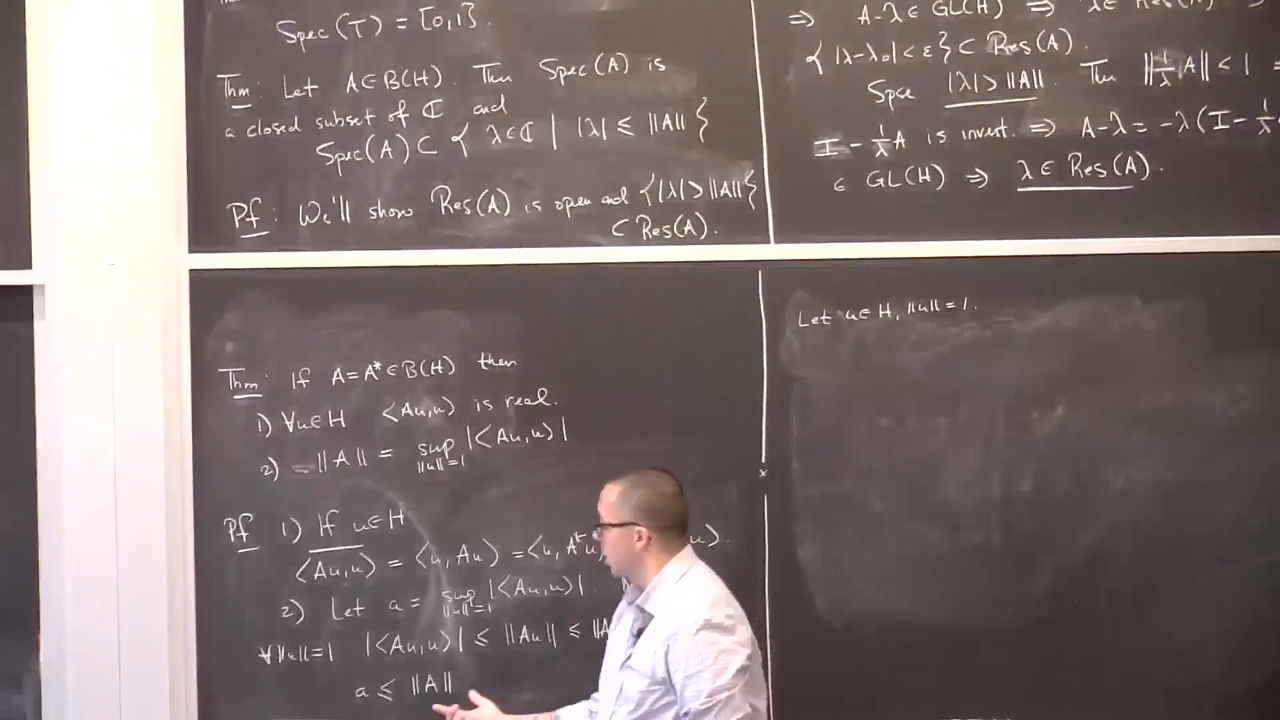 Spec(T) = [0,1].
Thm: Let A∈B(H). Then Spec(A) is
a closed subset of ℂ and
Spec(A) ⊂ { λ∈ℂ | |λ| ≤ ||A|| }
Pf: We'll show Res(A) is open and {|λ|>||A||}
⊂ Res(A).
⇒ A-λ ∈ GL(H) ⇒ λ∈ Res(A).
{ |λ-λ₀|<ε} ⊂ Res(A).
Spse |λ|>||A||. Then ||1/λ A|| < 1 ⇒
I - 1/λ A is invert. ⇒ A-λ = -λ(I - 1/λ A
∈ GL(H) ⇒ λ∈ Res(A).
Thm: If A=A*∈B(H) then
1) ∀u∈H ⟨Au,u⟩ is real.
2) ||A|| = sup ||u||=1 |⟨Au,u⟩|
Pf 1) If u∈H
⟨Au,u⟩ = ⟨u,Au⟩ = ⟨u,A*u u⟩.
2) Let a = sup ||u||=1 |⟨Au,u⟩|
∀||u||=1 |⟨Au,u⟩| ≤ ||Au|| ≤ ||A
a ≤ ||A||
Let u∈H, ||u||=1.